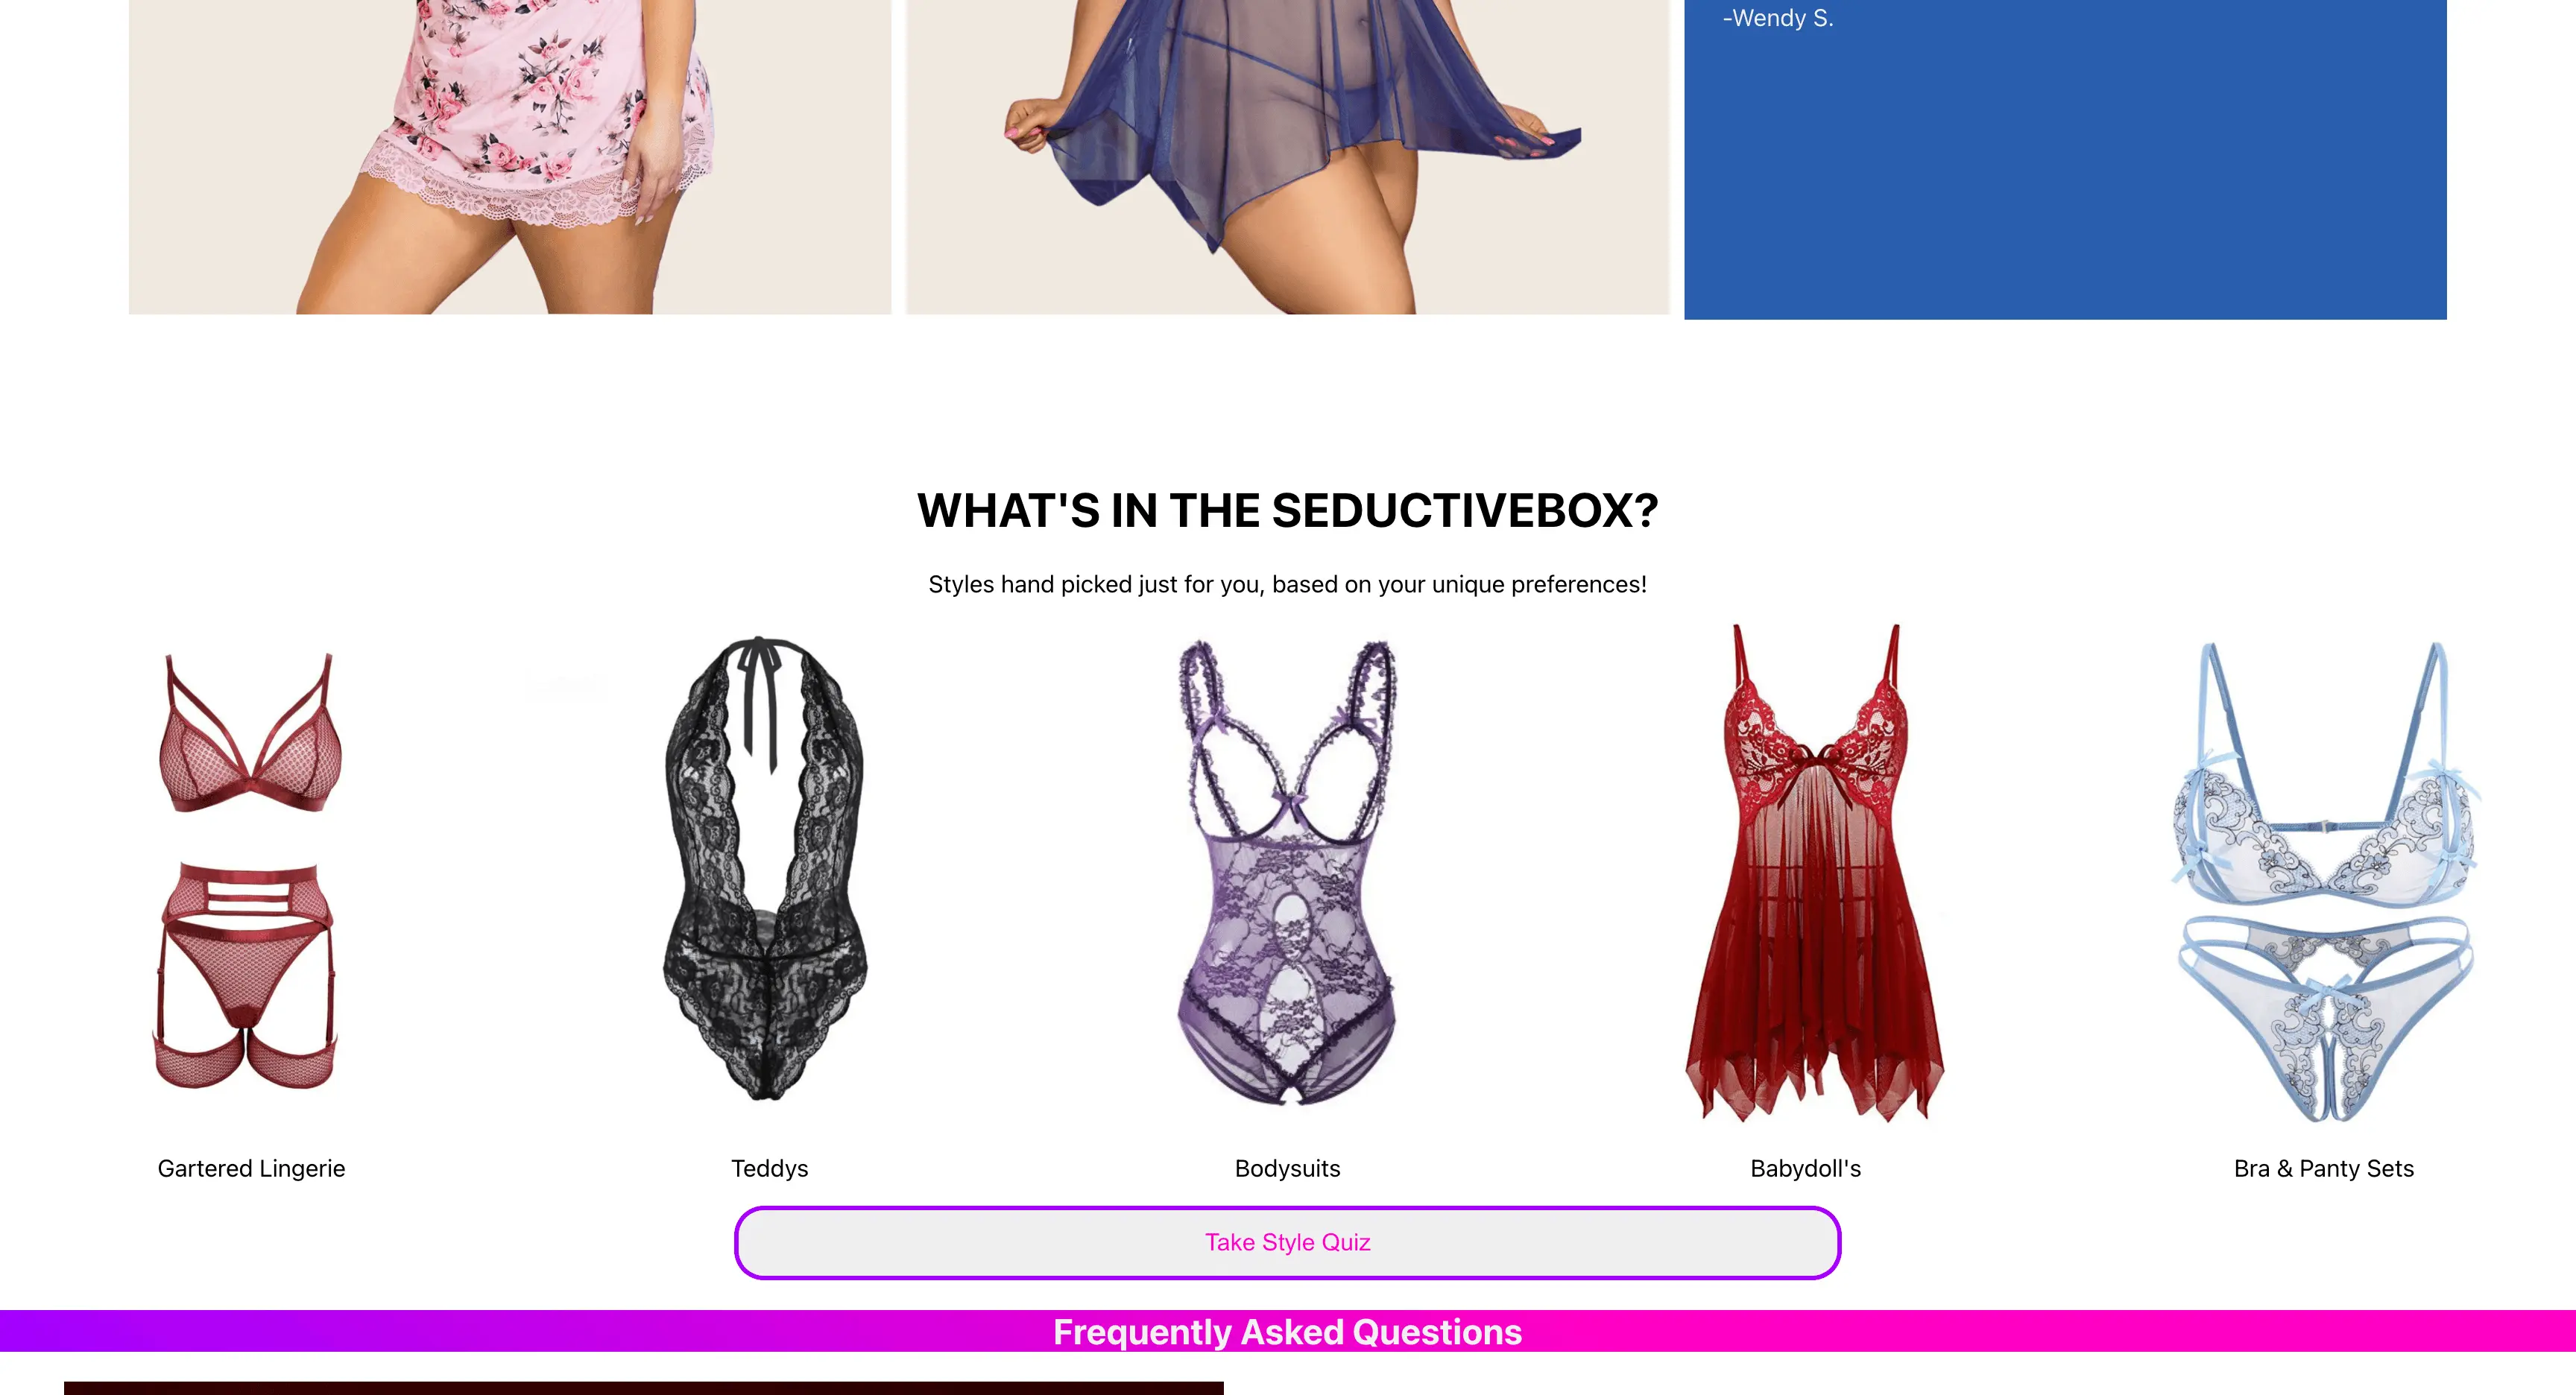 -Wendy S.
WHAT'S IN THE SEDUCTIVEBOX?
Styles hand picked just for you, based on your unique preferences!
Gartered Lingerie
Teddys
Bodysuits
Babydoll's
Bra & Panty Sets
Take Style Quiz
Frequently Asked Questions